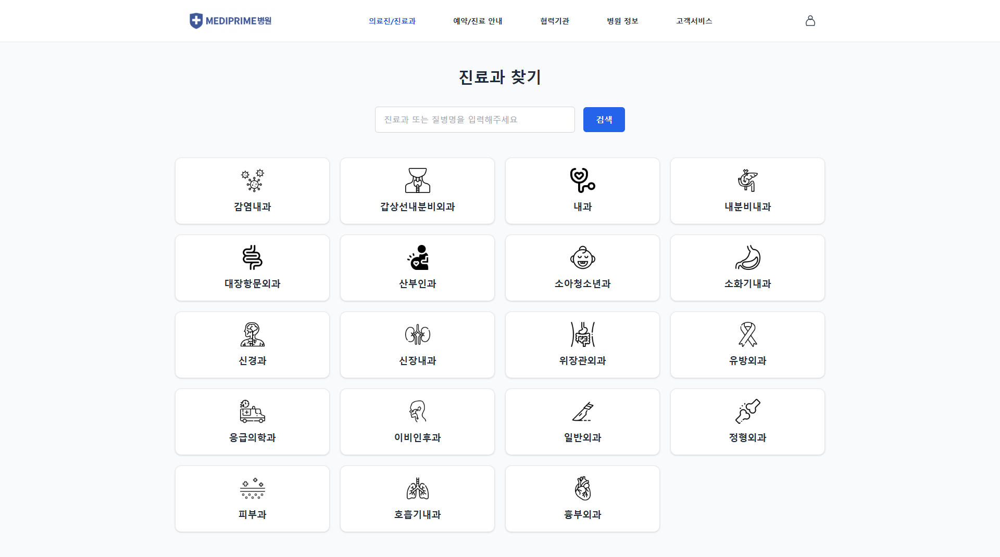 MEDIPRIME병원
의료진/진료과
예약/진료 안내
협력기관
병원 정보
고객서비스
진료과 찾기
진료과 또는 질병명을 입력해주세요
검색
감염내과
갑상선내분비외과
내과
내분비내과
대장항문외과
산부인과
소아청소년과
소화기내과
신경과
신장내과
위장관외과
유방외과
24
응급의학과
이비인후과
일반외과
정형외과
피부과
호흡기내과
흉부외과